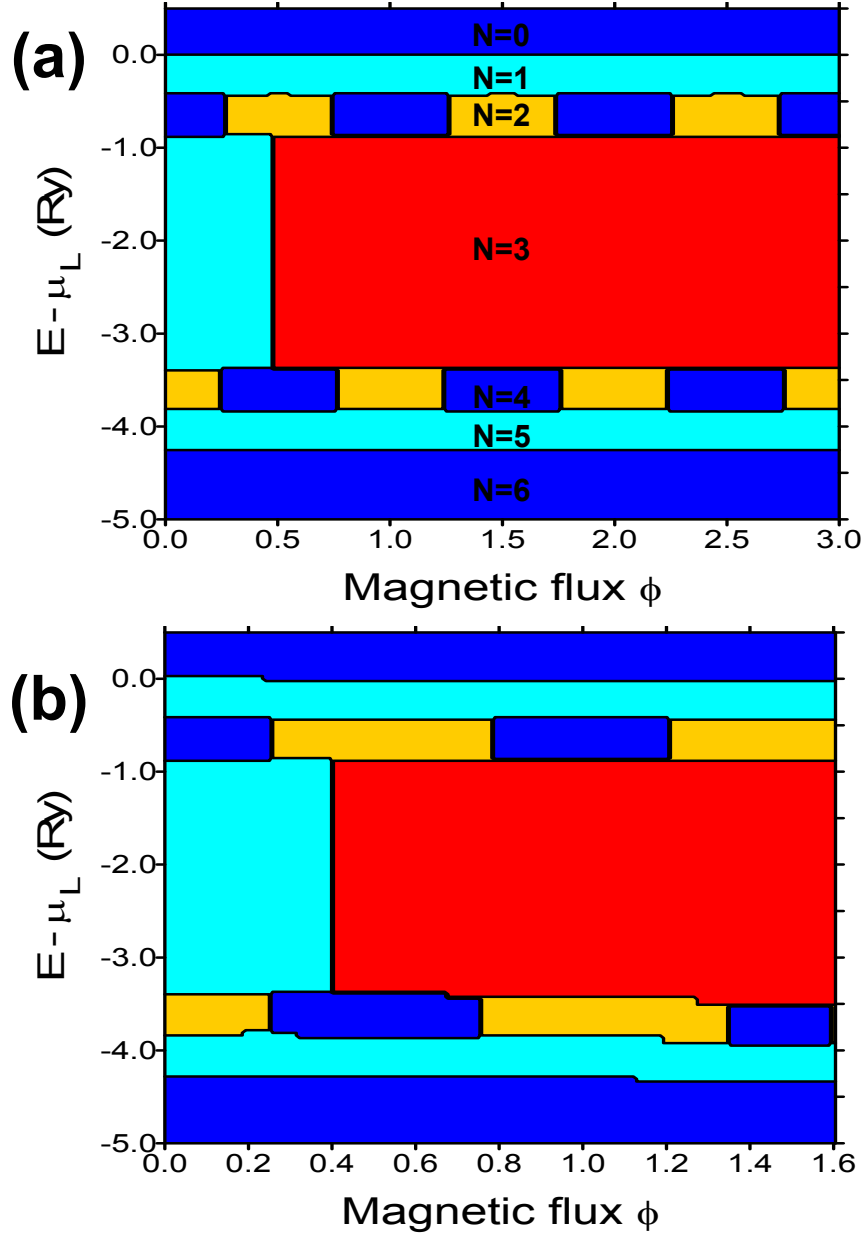 (a)
E - μL (Ry)
0.0
-1.0
-2.0
-3.0
-4.0
-5.0
N=0
N=1
N=2
N=3
N=4
N=5
N=6
0.0 0.5 1.0 1.5 2.0 2.5 3.0
Magnetic flux ϕ
(b)
E - μL (Ry)
0.0
-1.0
-2.0
-3.0
-4.0
-5.0
0.0 0.2 0.4 0.6 0.8 1.0 1.2 1.4 1.6
Magnetic flux ϕ